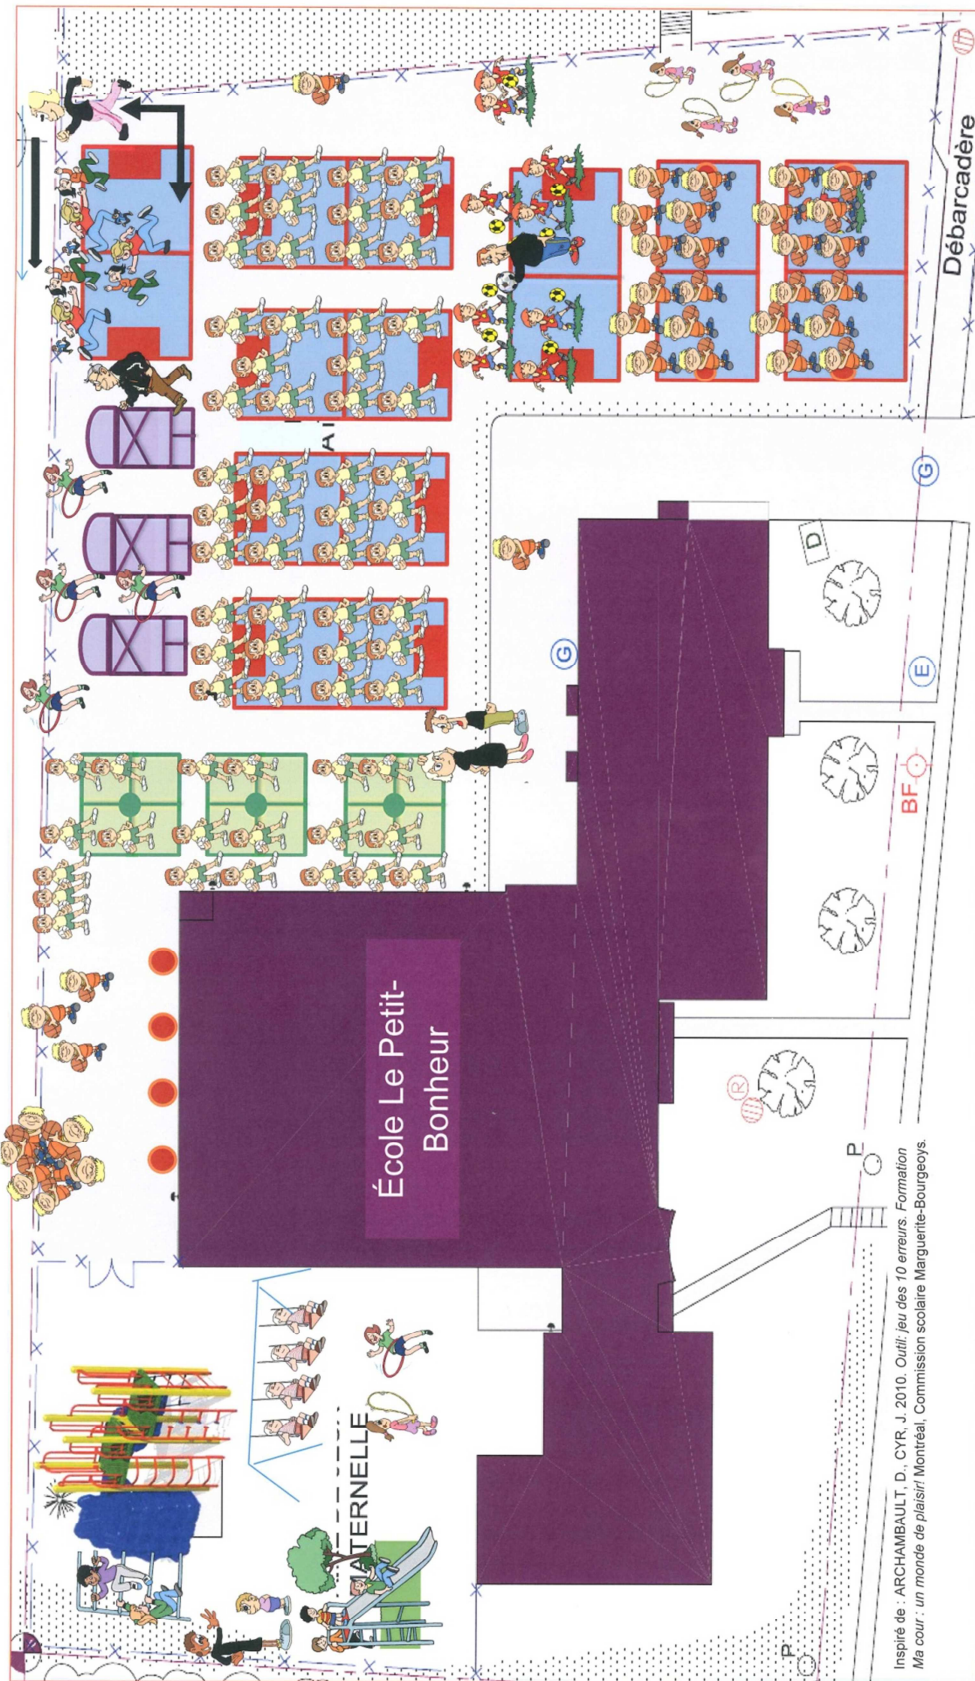 Débarcadère
G
D
G
E
BF
École Le Petit-
Bonheur
R
P
P
Inspiré de : ARCHAMBAULT, D., CYR, J. 2010. Outil: jeu des 10 erreurs. Formation
Ma cour : un monde de plaisir! Montréal, Commission scolaire Marguerite-Bourgeoys.